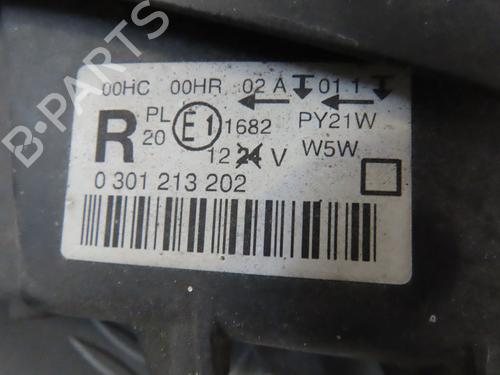 00HC 00HR 02 A 01 1
R PL 20 E1 1682 PY21W
12 24 V W5W
0 301 213 202
B-PARTS